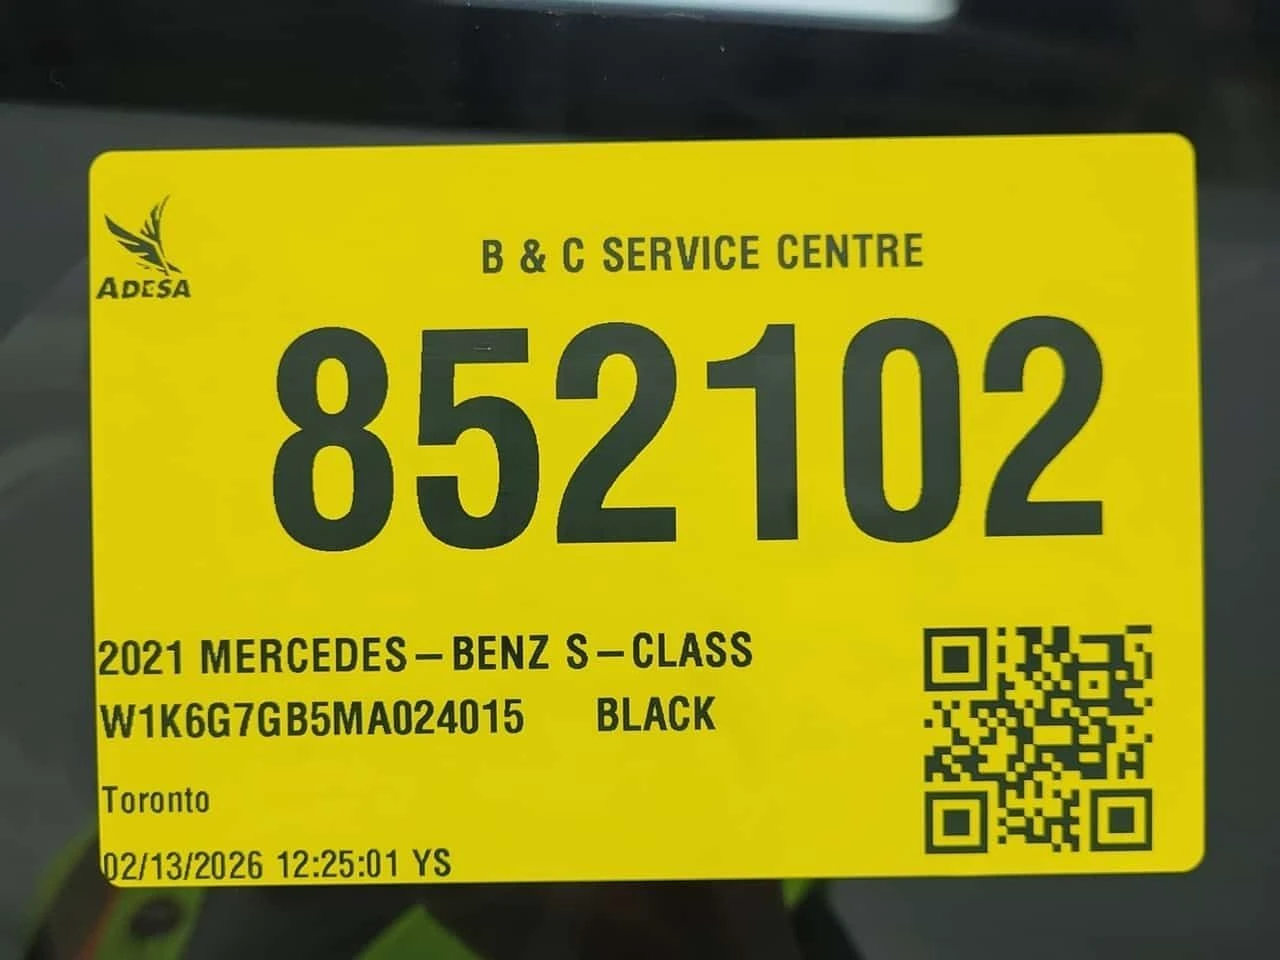 ADESA
B & C SERVICE CENTRE
852102
2021 MERCEDES-BENZ S-CLASS
W1K6G7GB5MA024015 BLACK
Toronto
02/13/2026 12:25:01 YS